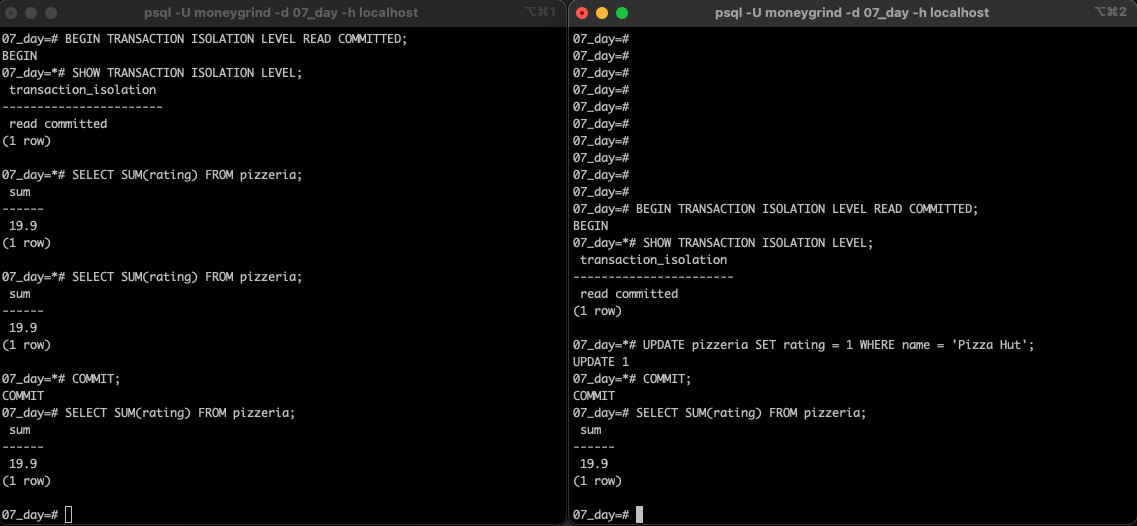 psql -U moneygrind -d 07_day -h localhost
⌥⌘1
07_day=# BEGIN TRANSACTION ISOLATION LEVEL READ COMMITTED;
BEGIN
07_day=*# SHOW TRANSACTION ISOLATION LEVEL;
 transaction_isolation
-----------------------
 read committed
(1 row)

07_day=*# SELECT SUM(rating) FROM pizzeria;
 sum
------
 19.9
(1 row)

07_day=*# SELECT SUM(rating) FROM pizzeria;
 sum
------
 19.9
(1 row)

07_day=*# COMMIT;
COMMIT
07_day=# SELECT SUM(rating) FROM pizzeria;
 sum
------
 19.9
(1 row)

07_day=#
psql -U moneygrind -d 07_day -h localhost
⌥⌘2
07_day=#
07_day=#
07_day=#
07_day=#
07_day=#
07_day=#
07_day=#
07_day=#
07_day=#
07_day=#
07_day=# BEGIN TRANSACTION ISOLATION LEVEL READ COMMITTED;
BEGIN
07_day=*# SHOW TRANSACTION ISOLATION LEVEL;
 transaction_isolation
-----------------------
 read committed
(1 row)

07_day=*# UPDATE pizzeria SET rating = 1 WHERE name = 'Pizza Hut';
UPDATE 1
07_day=*# COMMIT;
COMMIT
07_day=# SELECT SUM(rating) FROM pizzeria;
 sum
------
 19.9
(1 row)

07_day=#